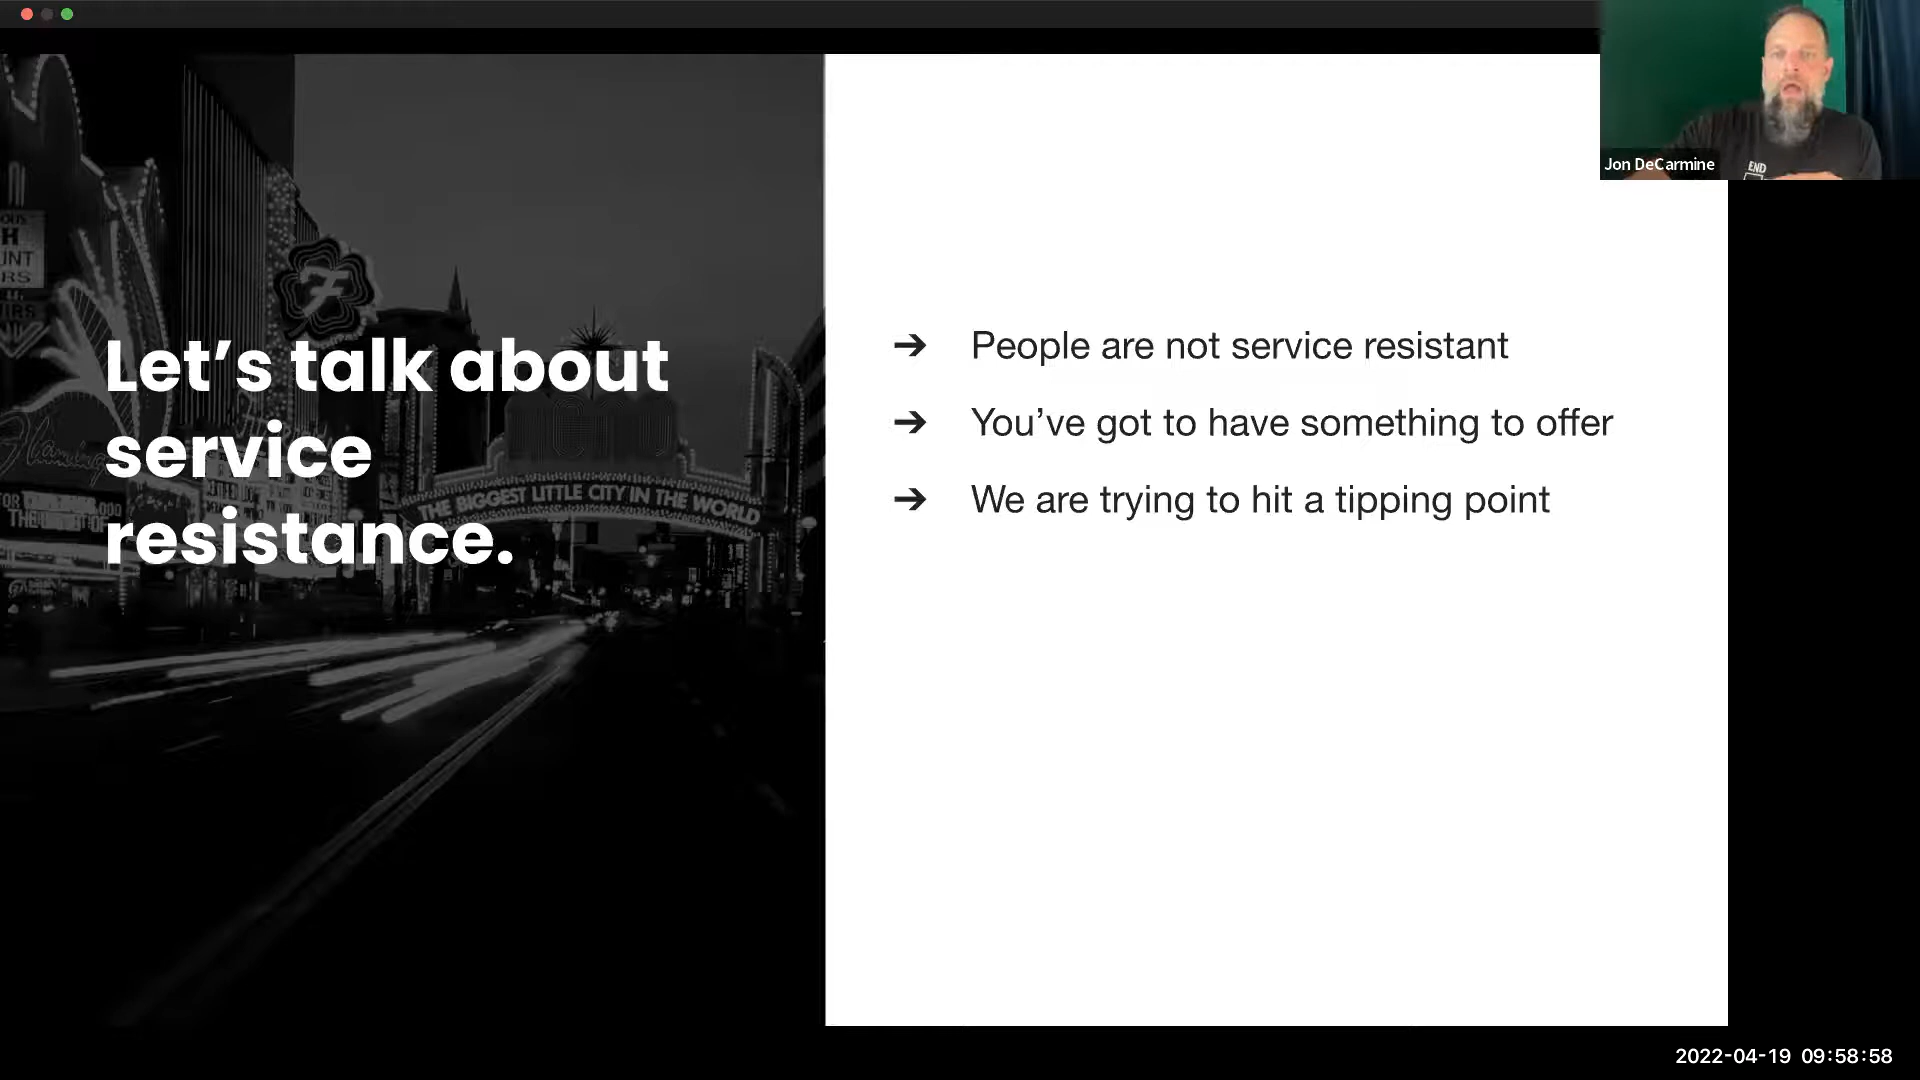 Jon DeCarmine
END
Let’s talk about
service
resistance.
➔ People are not service resistant
➔ You’ve got to have something to offer
➔ We are trying to hit a tipping point
F
H
RS
THE BIGGEST LITTLE CITY IN THE WORLD
2022-04-19 09:58:58